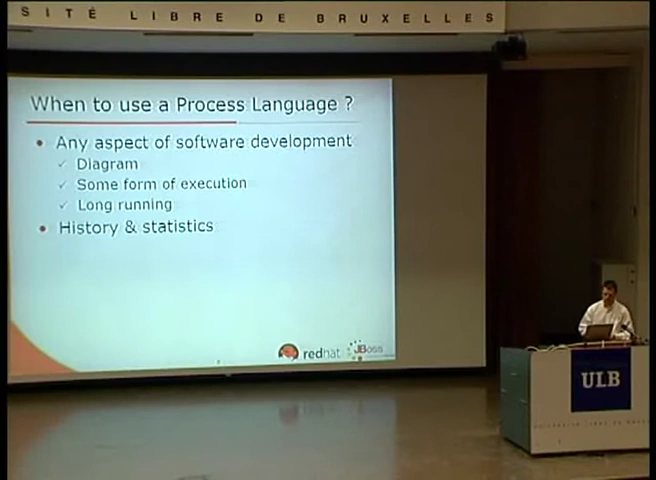 SITÉ LIBRE DE BRUXELLES
When to use a Process Language ?
• Any aspect of software development
✓ Diagram
✓ Some form of execution
✓ Long running
• History & statistics
redhat JBoss
ULB